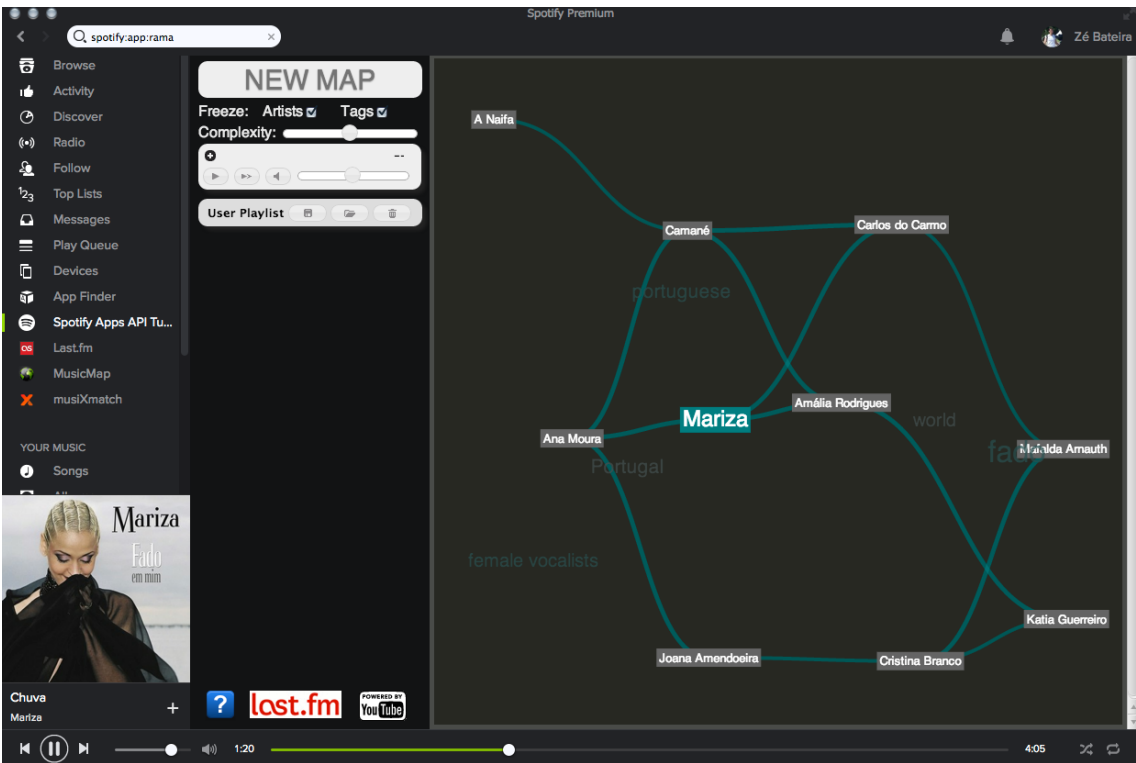 Spotify Premium
spotify:app:rama
Zé Bateira
Browse
Activity
Discover
Radio
Follow
Top Lists
Messages
Play Queue
Devices
App Finder
Spotify Apps API Tu...
Last.fm
MusicMap
musiXmatch
YOUR MUSIC
Songs
Mariza
Fado
em mim
Chuva
Mariza
NEW MAP
Freeze: Artists Tags
Complexity:
--
User Playlist
?
last.fm
POWERED BY
YouTube
A Naifa
Camané
Carlos do Carmo
portuguese
Amália Rodrigues
Mariza
world
Ana Moura
fado
Mafalda Arnauth
Portugal
female vocalists
Katia Guerreiro
Joana Amendoeira
Cristina Branco
1:20
4:05